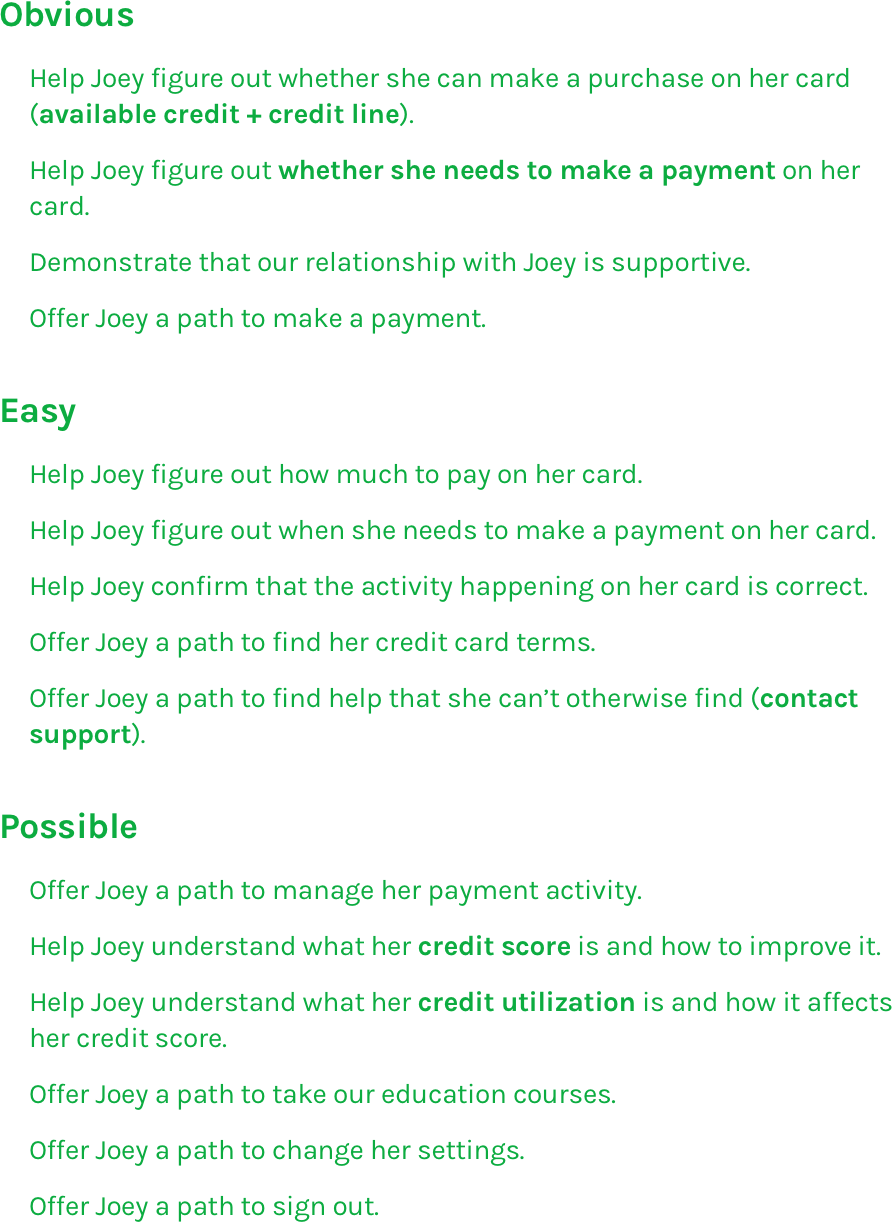 Obvious
Help Joey figure out whether she can make a purchase on her card
(available credit + credit line).
Help Joey figure out whether she needs to make a payment on her
card.
Demonstrate that our relationship with Joey is supportive.
Offer Joey a path to make a payment.
Easy
Help Joey figure out how much to pay on her card.
Help Joey figure out when she needs to make a payment on her card.
Help Joey confirm that the activity happening on her card is correct.
Offer Joey a path to find her credit card terms.
Offer Joey a path to find help that she can’t otherwise find (contact
support).
Possible
Offer Joey a path to manage her payment activity.
Help Joey understand what her credit score is and how to improve it.
Help Joey understand what her credit utilization is and how it affects
her credit score.
Offer Joey a path to take our education courses.
Offer Joey a path to change her settings.
Offer Joey a path to sign out.